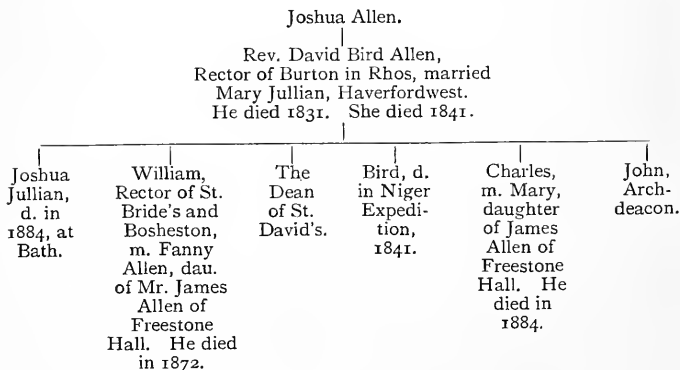 Joshua Allen.
Rev. David Bird Allen,
Rector of Burton in Rhos, married
Mary Jullian, Haverfordwest.
He died 1831. She died 1841.
Joshua
Jullian,
d. in
1884, at
Bath.
William,
Rector of St.
Bride's and
Bosheston,
m. Fanny
Allen, dau.
of Mr. James
Allen of
Freestone
Hall. He died
in 1872.
The
Dean
of St.
David's.
Bird, d.
in Niger
Expedi-
tion,
1841.
Charles,
m. Mary,
daughter
of James
Allen of
Freestone
Hall. He
died in
1884.
John,
Arch-
deacon.